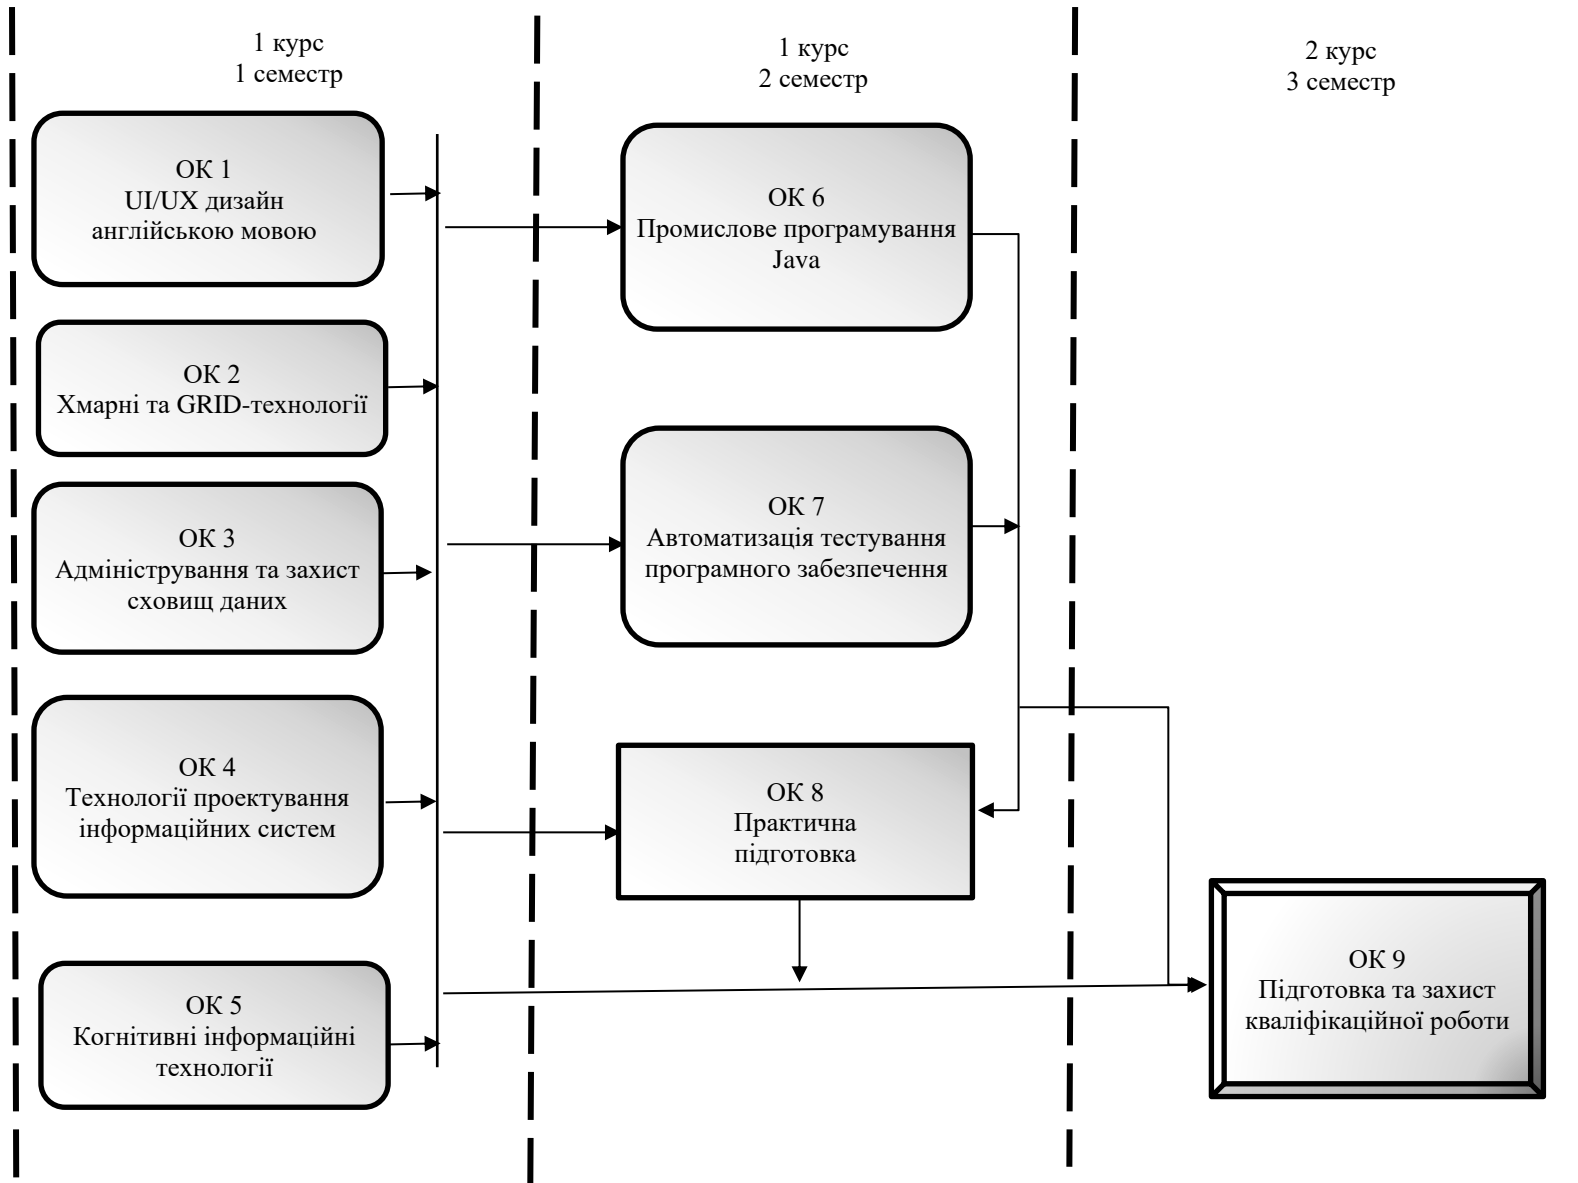 1 курс
1 семестр
1 курс
2 семестр
2 курс
3 семестр
ОК 1
UI/UX дизайн
англійською мовою
ОК 2
Хмарні та GRID-технології
ОК 3
Адміністрування та захист
сховищ даних
ОК 4
Технології проектування
інформаційних систем
ОК 5
Когнітивні інформаційні
технології
ОК 6
Промислове програмування
Java
ОК 7
Автоматизація тестування
програмного забезпечення
ОК 8
Практична
підготовка
ОК 9
Підготовка та захист
кваліфікаційної роботи